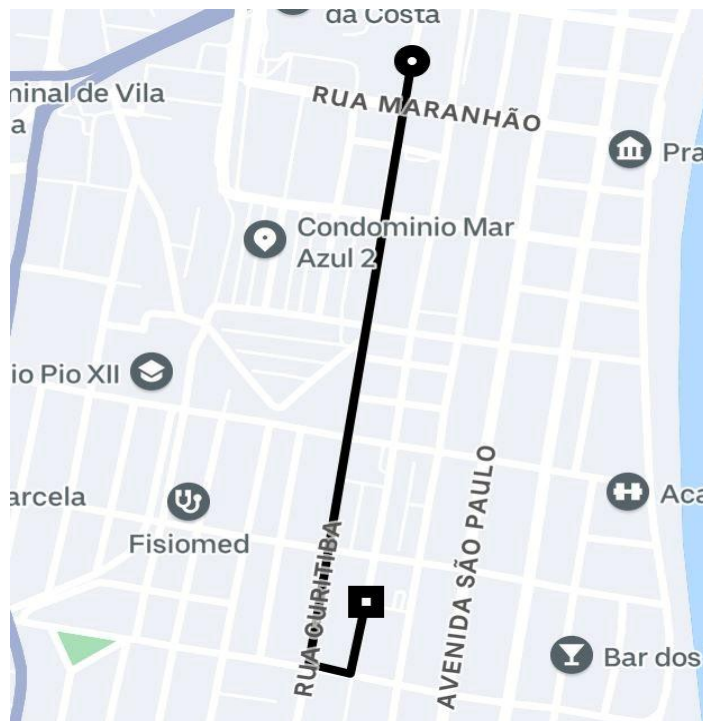 da Costa
RUA MARANHÃO
minal de Vila
a
Pra
Condominio Mar
Azul 2
io Pio XII
AVENIDA SÃO PAULO
arcela
Aca
Fisiomed
RUA CURITIBA
Bar dos